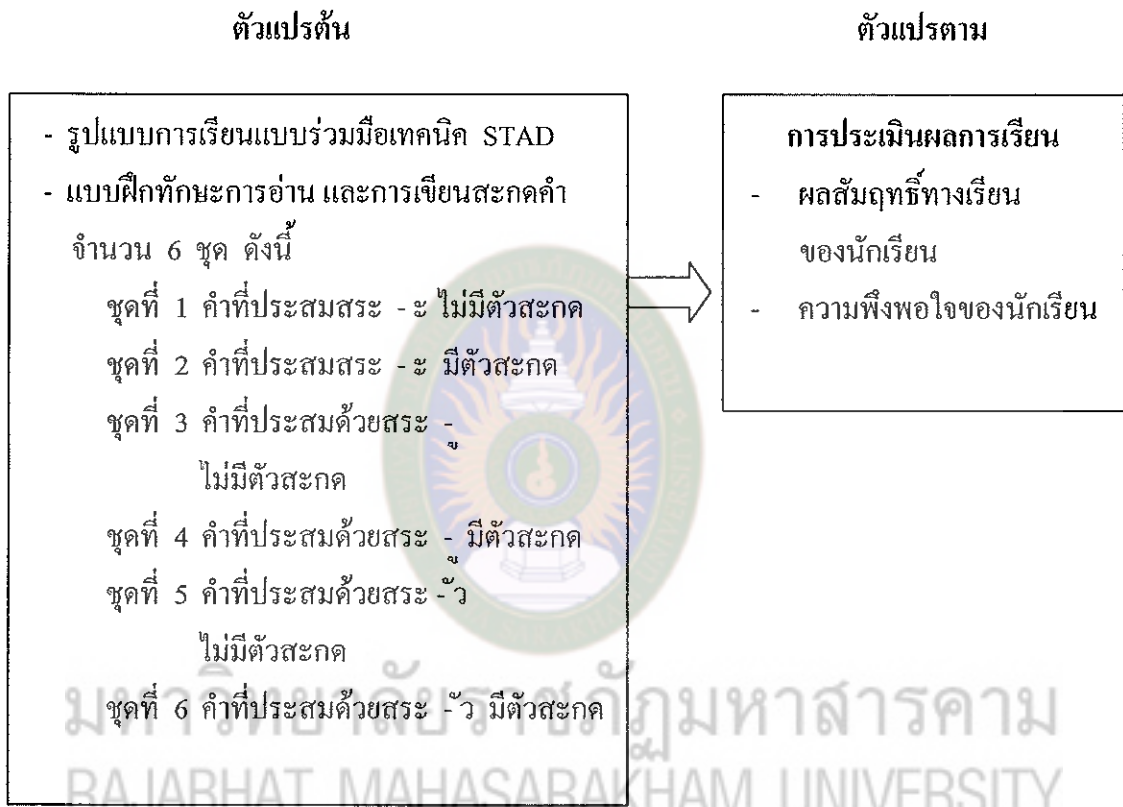 ตัวแปรต้น
ตัวแปรตาม
- รูปแบบการเรียนแบบร่วมมือเทคนิค STAD
- แบบฝึกทักษะการอ่าน และการเขียนสะกดคำ
จำนวน 6 ชุด ดังนี้
ชุดที่ 1 คำที่ประสมสระ -ะ ไม่มีตัวสะกด
ชุดที่ 2 คำที่ประสมสระ -ะ มีตัวสะกด
ชุดที่ 3 คำที่ประสมด้วยสระ -ู
ไม่มีตัวสะกด
ชุดที่ 4 คำที่ประสมด้วยสระ -ู มีตัวสะกด
ชุดที่ 5 คำที่ประสมด้วยสระ -ัว
ไม่มีตัวสะกด
ชุดที่ 6 คำที่ประสมด้วยสระ -ัว มีตัวสะกด
การประเมินผลการเรียน
- ผลสัมฤทธิ์ทางเรียน
ของนักเรียน
- ความพึงพอใจของนักเรียน
มหาวิทยาลัยราชภัฏมหาสารคาม
RAJABHAT MAHASARAKHAM UNIVERSITY